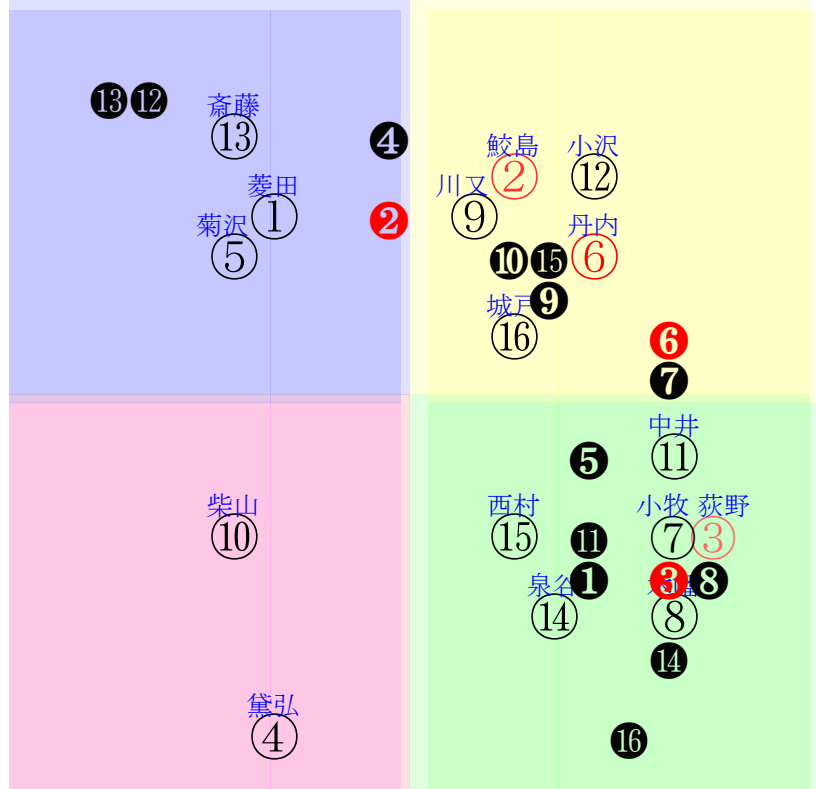 ⓭ ⓬ 斎藤
⑬
❹
鮫島 小沢
② ⑫
菱田 川又
① ⑨
❷
菊沢 丹内
⑤ ⑥
❿ ⓯
城戸 ❾
⑯
❻
❼
中井
⑪
❺
柴山 西村 小牧 荻野
⑩ ⑮ ⑦ ③
⓫
泉谷 ❶ ❸ ❽
⑭ ⑧
⓮
黛弘
④
⓰